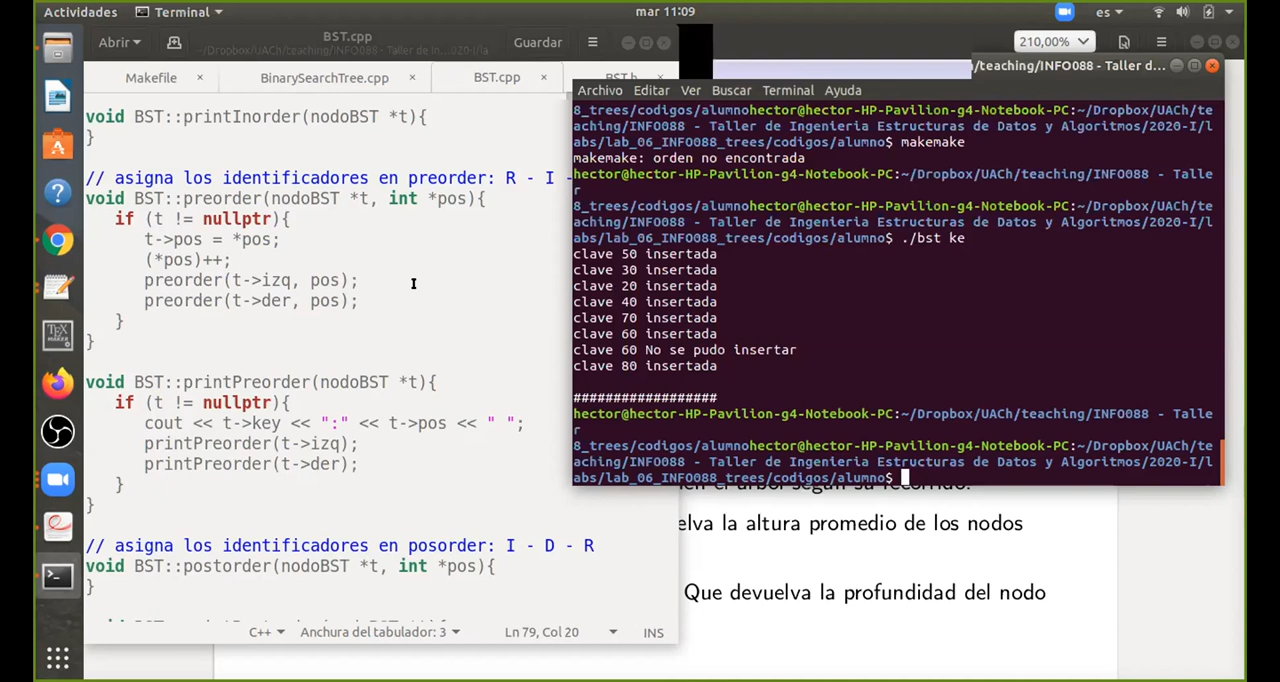 Actividades
Terminal
mar 11:09
es
Abrir
BST.cpp
Guardar
210,00%
Makefile
BinarySearchTree.cpp
BST.cpp
/teaching/INFO088 - Taller d...
void BST::printInorder(nodoBST *t){
}
// asigna los identificadores en preorder: R - I -
void BST::preorder(nodoBST *t, int *pos){
if (t != nullptr){
t->pos = *pos;
(*pos)++;
preorder(t->izq, pos);
preorder(t->der, pos);
}
}
void BST::printPreorder(nodoBST *t){
if (t != nullptr){
cout << t->key << ":" << t->pos << " ";
printPreorder(t->izq);
printPreorder(t->der);
}
}
// asigna los identificadores en posorder: I - D - R
void BST::postorder(nodoBST *t, int *pos){
}
C++
Anchura del tabulador: 3
Ln 79, Col 20
INS
Archivo Editar Ver Buscar Terminal Ayuda
8_trees/codigos/alumnohector@hector-HP-Pavilion-g4-Notebook-PC:~/Dropbox/UACh/te
aching/INFO088 - Taller de Ingenieria Estructuras de Datos y Algoritmos/2020-I/l
abs/lab_06_INFO088_trees/codigos/alumno$ makemake
makemake: orden no encontrada
hector@hector-HP-Pavilion-g4-Notebook-PC:~/Dropbox/UACh/teaching/INFO088 - Talle
r
8_trees/codigos/alumnohector@hector-HP-Pavilion-g4-Notebook-PC:~/Dropbox/UACh/te
aching/INFO088 - Taller de Ingenieria Estructuras de Datos y Algoritmos/2020-I/l
abs/lab_06_INFO088_trees/codigos/alumno$ ./bst ke
clave 50 insertada
clave 30 insertada
clave 20 insertada
clave 40 insertada
clave 70 insertada
clave 60 insertada
clave 60 No se pudo insertar
clave 80 insertada
##################
hector@hector-HP-Pavilion-g4-Notebook-PC:~/Dropbox/UACh/teaching/INFO088 - Talle
r
8_trees/codigos/alumnohector@hector-HP-Pavilion-g4-Notebook-PC:~/Dropbox/UACh/te
aching/INFO088 - Taller de Ingenieria Estructuras de Datos y Algoritmos/2020-I/l
abs/lab_06_INFO088_trees/codigos/alumno$
elva la altura promedio de los nodos
Que devuelva la profundidad del nodo